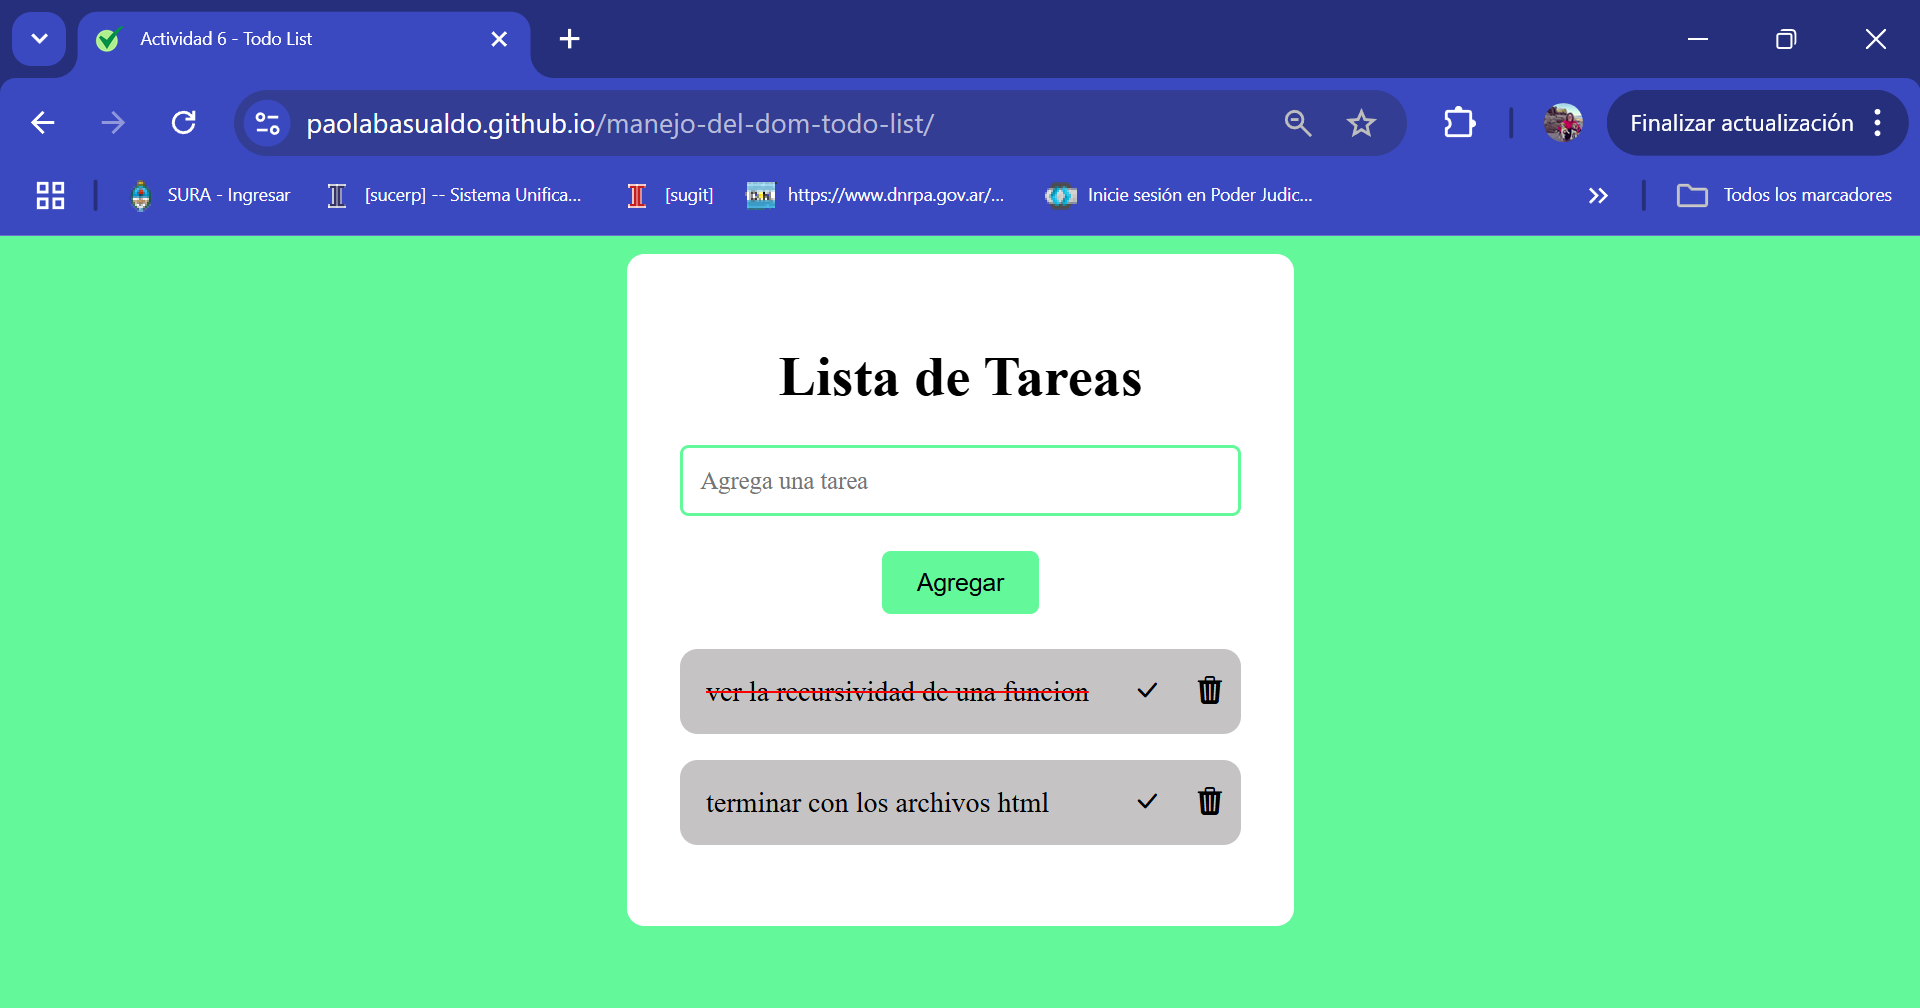 Actividad 6 - Todo List
paolabasualdo.github.io/manejo-del-dom-todo-list/
Finalizar actualización
SURA - Ingresar
[sucerp] -- Sistema Unifica...
[sugit]
https://www.dnrpa.gov.ar/...
Inicie sesión en Poder Judic...
Todos los marcadores
Lista de Tareas
Agrega una tarea
Agregar
ver la recursividad de una funcion
terminar con los archivos html